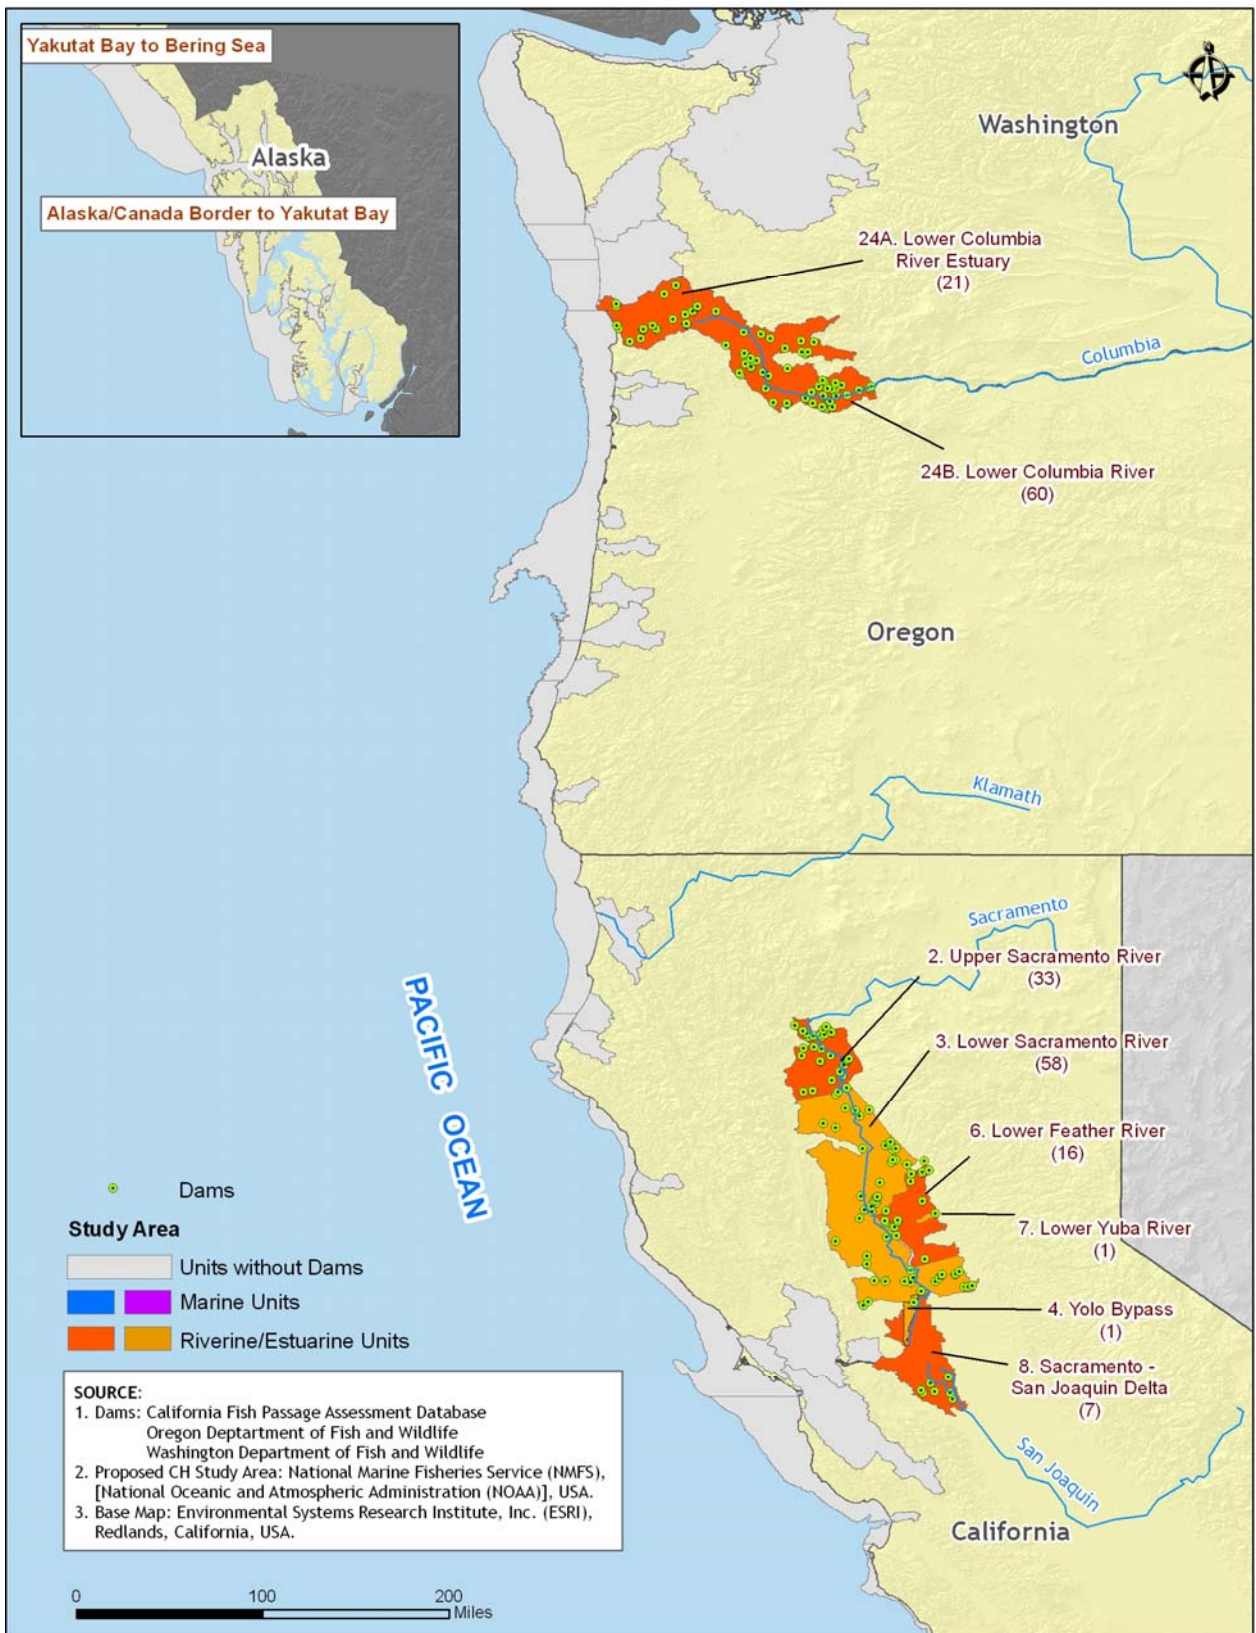 Yakutat Bay to Bering Sea
Alaska
Alaska/Canada Border to Yakutat Bay
Washington
24A. Lower Columbia
River Estuary
(21)
Columbia
24B. Lower Columbia River
(60)
Oregon
Klamath
Sacramento
2. Upper Sacramento River
(33)
3. Lower Sacramento River
(58)
6. Lower Feather River
(16)
7. Lower Yuba River
(1)
4. Yolo Bypass
(1)
8. Sacramento -
San Joaquin Delta
(7)
San Joaquin
California
PACIFIC OCEAN
Dams
Study Area
Units without Dams
Marine Units
Riverine/Estuarine Units
SOURCE:
1. Dams: California Fish Passage Assessment Database
Oregon Deptartment of Fish and Wildlife
Washington Department of Fish and Wildlife
2. Proposed CH Study Area: National Marine Fisheries Service (NMFS),
[National Oceanic and Atmospheric Administration (NOAA)], USA.
3. Base Map: Environmental Systems Research Institute, Inc. (ESRI),
Redlands, California, USA.
0 100 200
Miles